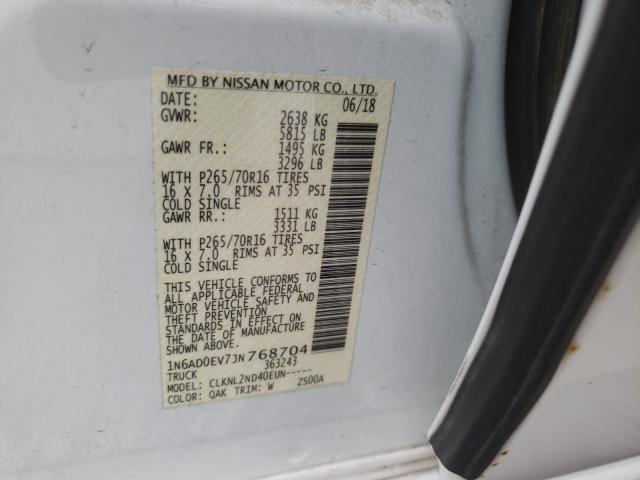 MFD BY NISSAN MOTOR CO., LTD.
DATE: 06/18
GVWR: 2638 KG
5815 LB
GAWR FR.: 1495 KG
3296 LB
WITH P265/70R16 TIRES
16 X 7.0 RIMS AT 35 PSI
COLD SINGLE
GAWR RR.: 1511 KG
3331 LB
WITH P265/70R16 TIRES
16 X 7.0 RIMS AT 35 PSI
COLD SINGLE
THIS VEHICLE CONFORMS TO
ALL APPLICABLE FEDERAL
MOTOR VEHICLE SAFETY AND
THEFT PREVENTION
STANDARDS IN EFFECT ON
THE DATE OF MANUFACTURE
SHOWN ABOVE.
1N6AD0EV7JN768704
TRUCK 363243
MODEL: CLKNL2ND40EUN-----
COLOR: QAK TRIM: W ZS00A